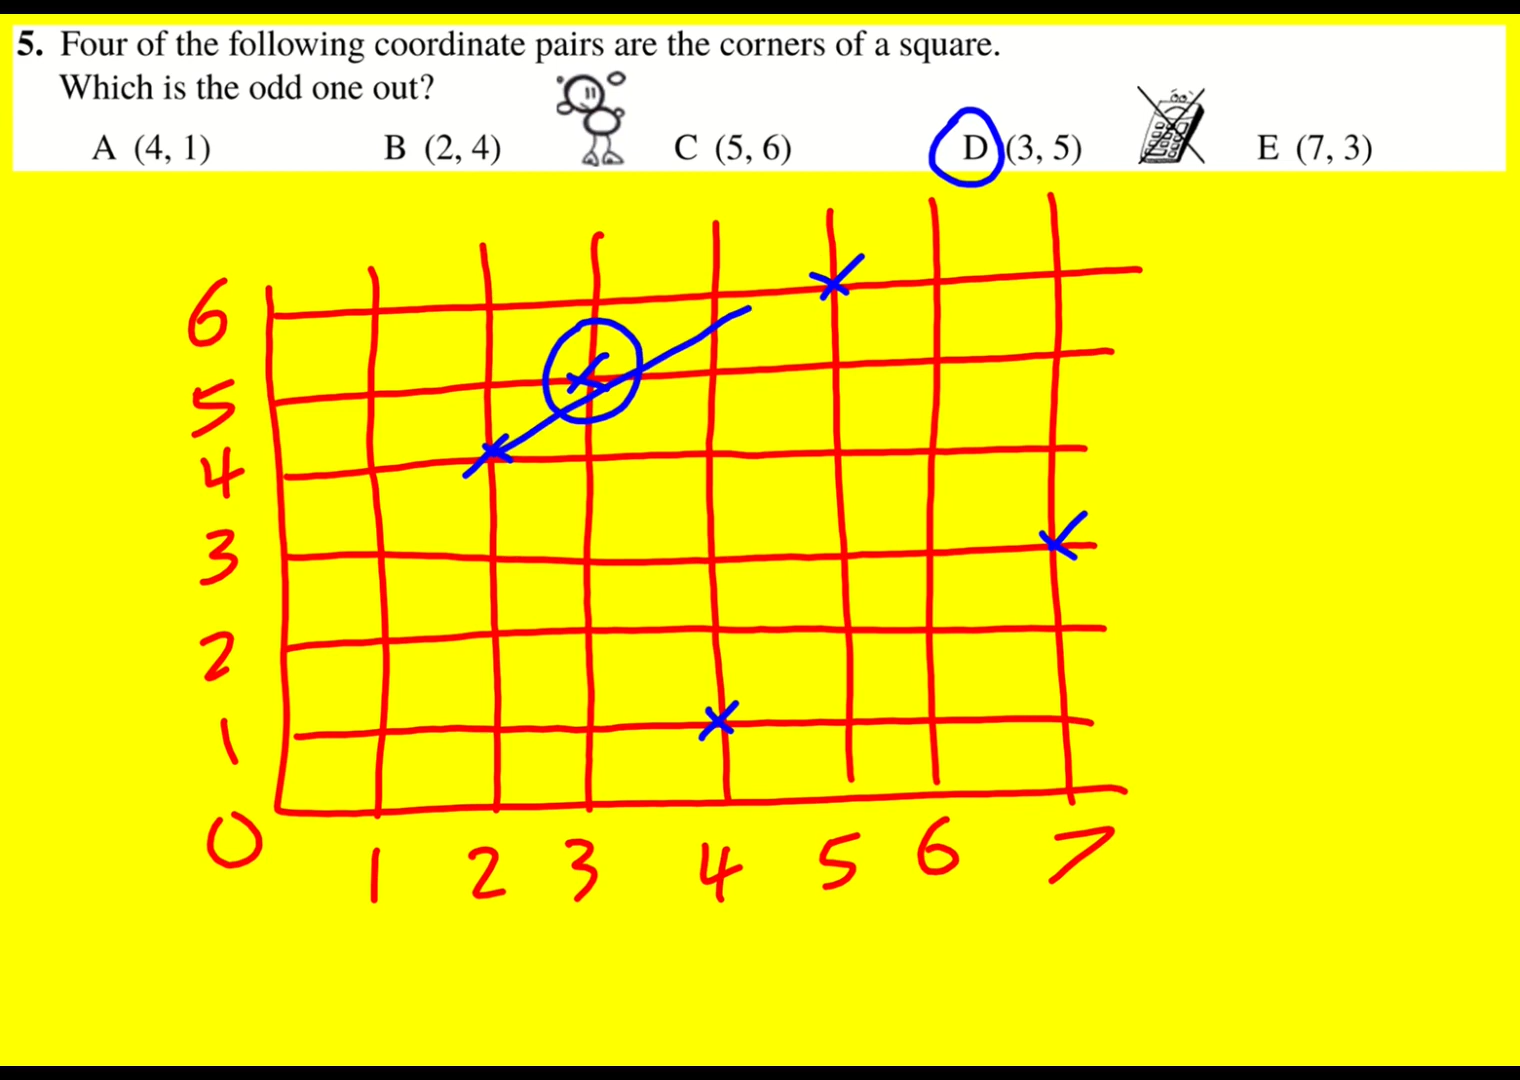 5. Four of the following coordinate pairs are the corners of a square.
Which is the odd one out?
A (4, 1) B (2, 4) C (5, 6) D (3, 5) E (7, 3)
6
5
4
3
2
1
0
1 2 3 4 5 6 7